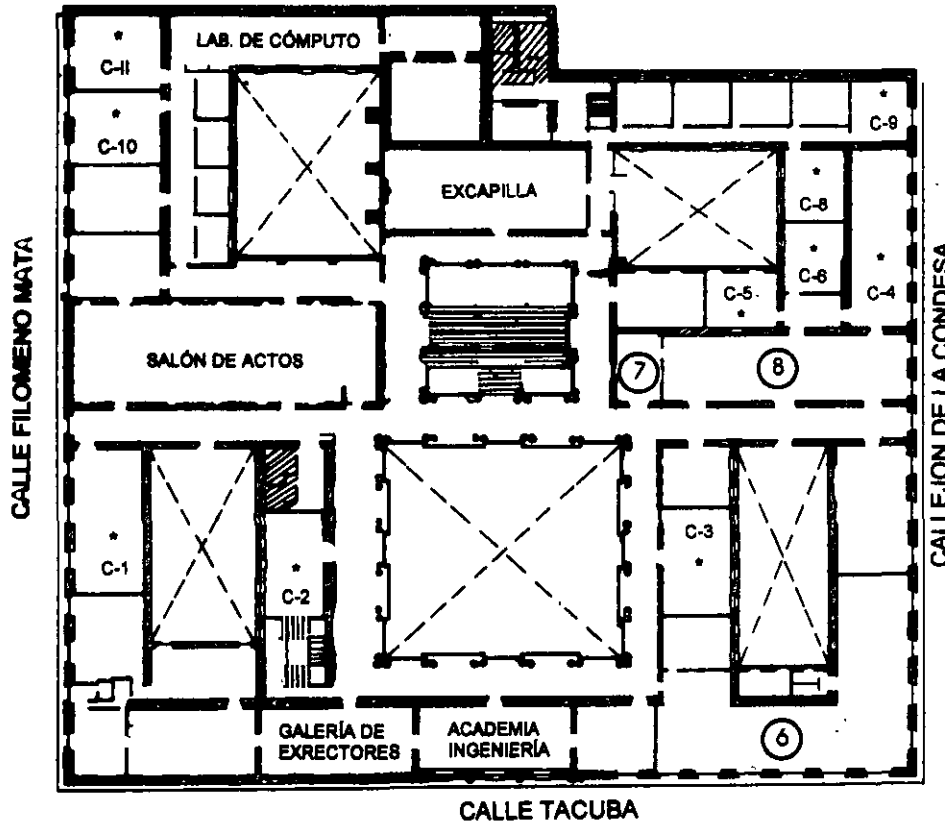 *
C-11
LAB. DE CÓMPUTO
*
C-10
*
C-9
EXCAPILLA
*
C-8
*
C-6
*
C-4
C-5
*
CALLE FILOMENO MATA
SALÓN DE ACTOS
7
8
CALLEJON DE LA CONDESA
*
C-1
*
C-2
C-3
*
GALERÍA DE
EXRECTORES
ACADEMIA
INGENIERÍA
6
CALLE TACUBA